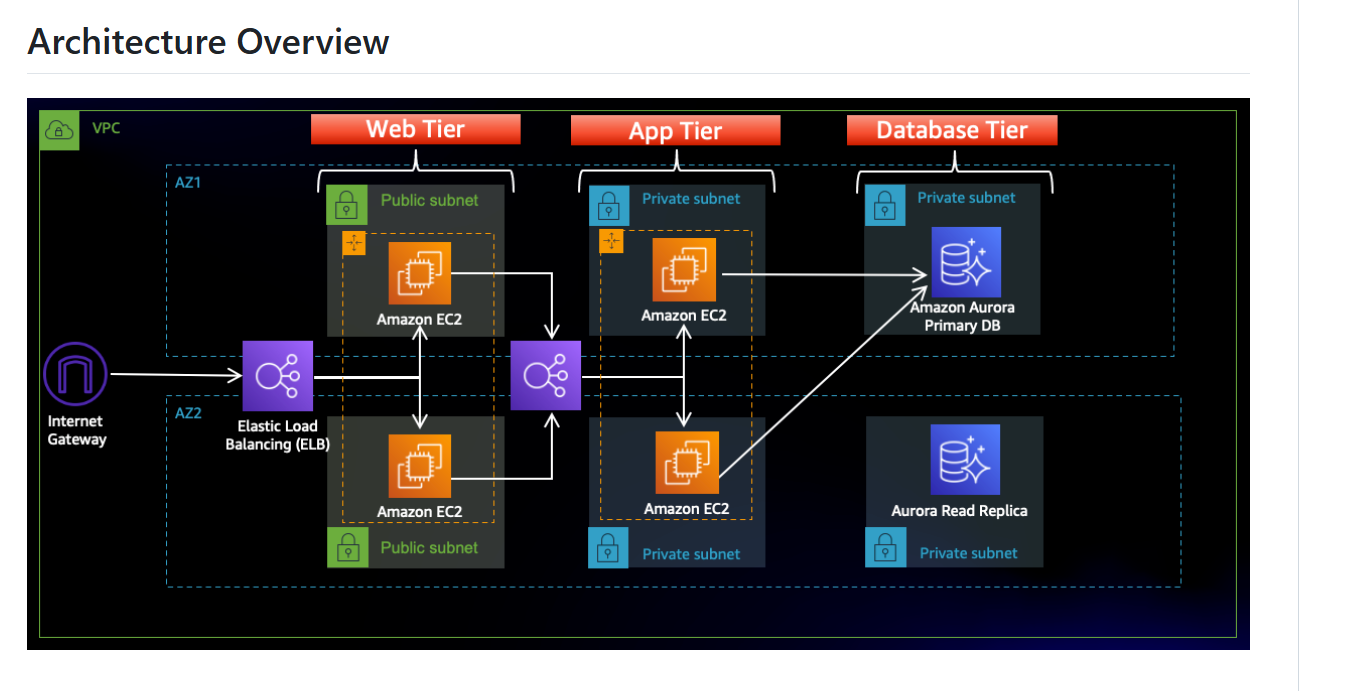 Architecture Overview
VPC
Web Tier
App Tier
Database Tier
AZ1
Public subnet
Private subnet
Private subnet
Amazon EC2
Amazon EC2
Amazon Aurora
Primary DB
Internet
Gateway
Elastic Load
Balancing (ELB)
AZ2
Amazon EC2
Amazon EC2
Aurora Read Replica
Public subnet
Private subnet
Private subnet